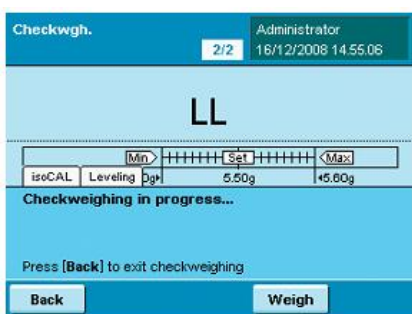 Checkwgh.
Administrator
2/2
16/12/2008 14.55.06
LL
Min Set Max
isoCAL Leveling 0g 5.50g 5.60g
Checkweighing in progress...
Press [Back] to exit checkweighing
Back
Weigh